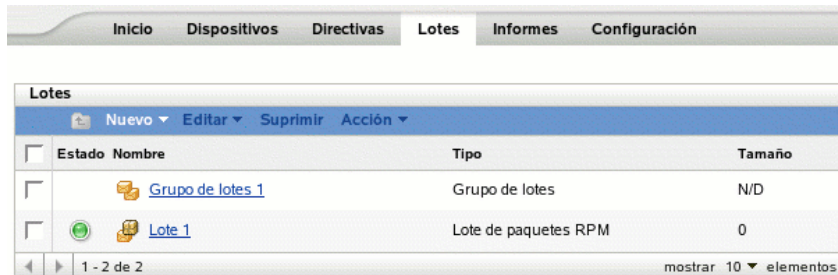 Inicio Dispositivos Directivas Lotes Informes Configuración
Lotes
Nuevo Editar Suprimir Acción
Estado Nombre Tipo Tamaño
Grupo de lotes 1 Grupo de lotes N/D
Lote 1 Lote de paquetes RPM 0
1 - 2 de 2 mostrar 10 elementos